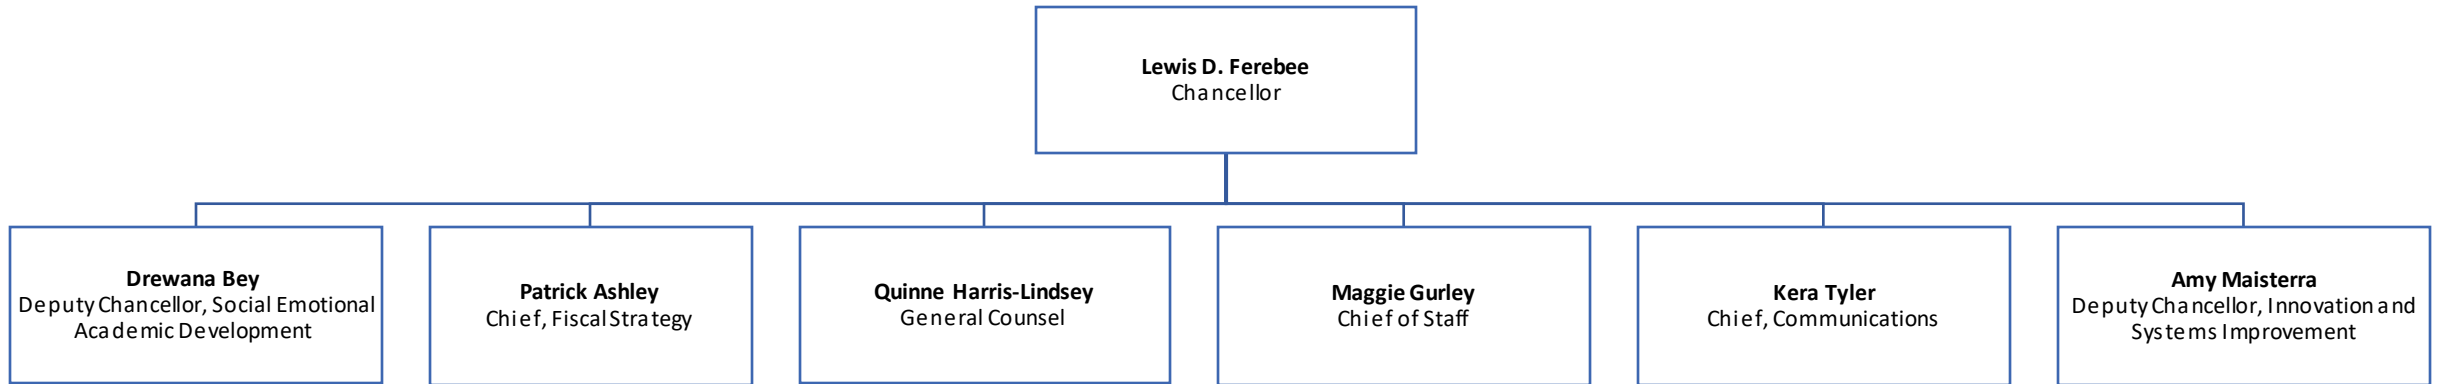 Lewis D. Ferebee
Chancellor
Drewana Bey
Deputy Chancellor, Social Emotional
Academic Development
Patrick Ashley
Chief, Fiscal Strategy
Quinne Harris-Lindsey
General Counsel
Maggie Gurley
Chief of Staff
Kera Tyler
Chief, Communications
Amy Maisterra
Deputy Chancellor, Innovation and
Systems Improvement